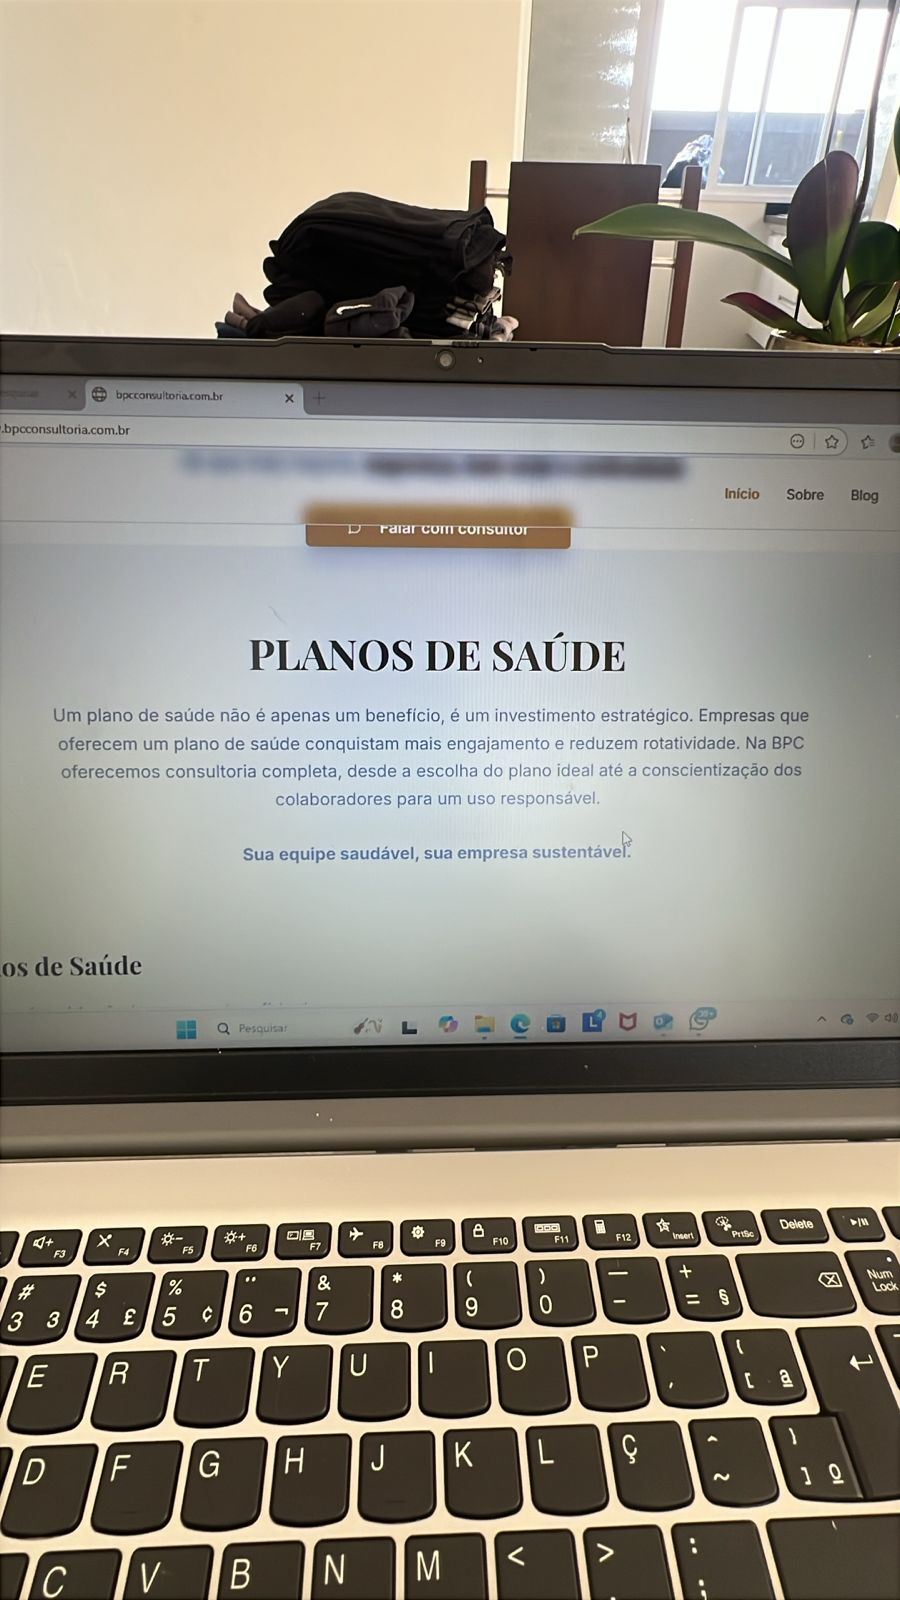 bpcconsultoria.com.br
.bpcconsultoria.com.br
Início Sobre Blog
Falar com consultor
PLANOS DE SAÚDE
Um plano de saúde não é apenas um benefício, é um investimento estratégico. Empresas que
oferecem um plano de saúde conquistam mais engajamento e reduzem rotatividade. Na BPC
oferecemos consultoria completa, desde a escolha do plano ideal até a conscientização dos
colaboradores para um uso responsável.
Sua equipe saudável, sua empresa sustentável.
os de Saúde
Pesquisar
F3 F4 F5 F6 F7 F8 F9 F10 F11 F12 Insert PrtSc Delete
# $ % ¨ & * ( ) — +
3 3 4 £ 5 ¢ 6 ¬ 7 8 9 0 – = § Num Lock
E R T Y U I O P ` ´ { [ ª
D F G H J K L Ç ^ ~ } ] º
C V B N M < , > . : ;